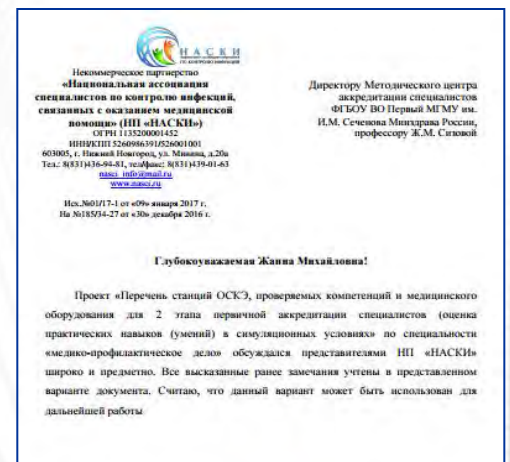 НАСКИ
Некоммерческое партнерство
«Национальная ассоциация
специалистов по контролю инфекций,
связанных с оказанием медицинской
помощи» (НП «НАСКИ»)
ОГРН 1135200001452
ИНН/КПП 5260986391/526001001
603005, г. Нижний Новгород, ул. Минина, д.20а
Тел.: 8(831)436-94-81, тел/факс: 8(831)439-01-63
nasci_info@mail.ru
www.nasci.ru
Исх.№01/17-1 от «09» января 2017 г.
На №185/34-27 от «30» декабря 2016 г.
Директору Методического центра
аккредитации специалистов
ФГБОУ ВО Первый МГМУ им.
И.М. Сеченова Минздрава России,
профессору Ж.М. Сизовой
Глубокоуважаемая Жанна Михайловна!
Проект «Перечень станций ОСКЭ, проверяемых компетенций и медицинского
оборудования для 2 этапа первичной аккредитации специалистов (оценка
практических навыков (умений) в симуляционных условиях» по специальности
«медико-профилактическое дело» обсуждался представителями НП «НАСКИ»
широко и предметно. Все высказанные ранее замечания учтены в представленном
варианте документа. Считаю, что данный вариант может быть использован для
дальнейшей работы